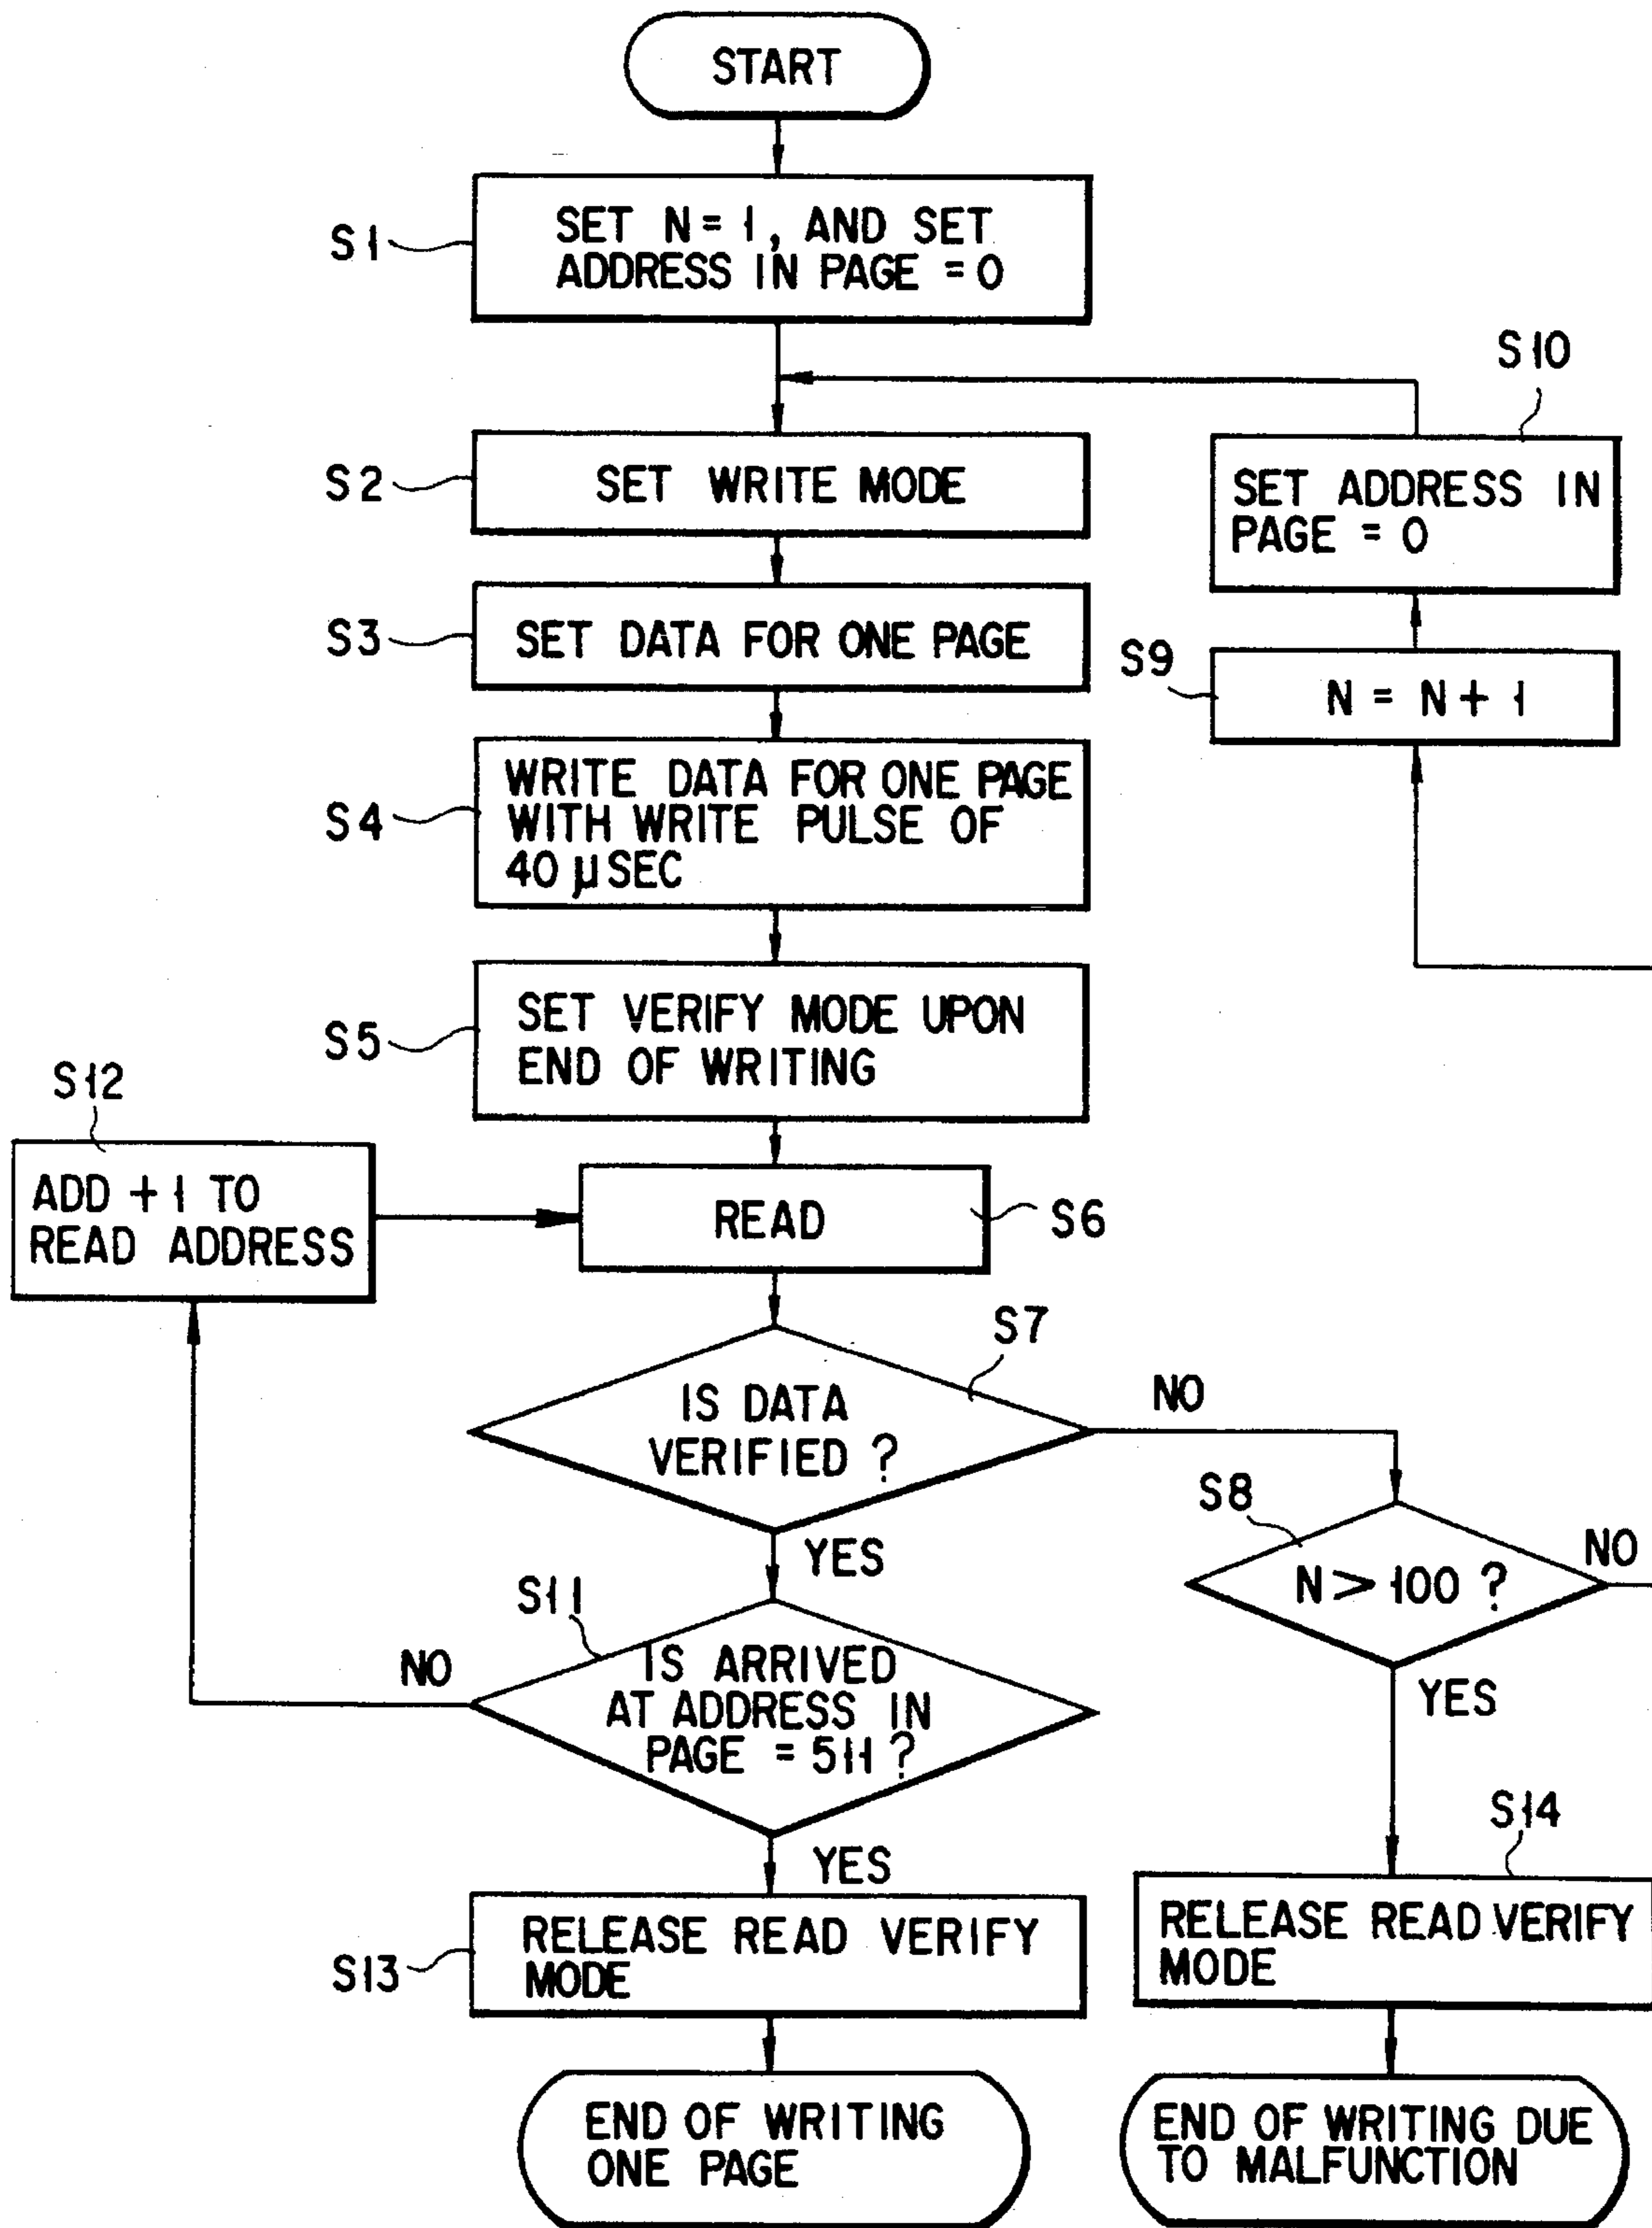 START
S1
SET N = 1, AND SET
ADDRESS IN PAGE = 0
S10
S2
SET WRITE MODE
SET ADDRESS IN
PAGE = 0
S3
SET DATA FOR ONE PAGE
S9
N = N + 1
S4
WRITE DATA FOR ONE PAGE
WITH WRITE PULSE OF
40 μSEC
S5
SET VERIFY MODE UPON
END OF WRITING
S12
ADD +1 TO
READ ADDRESS
READ
S6
S7
IS DATA
VERIFIED ?
NO
S8
N > 100 ?
NO
YES
S11
IS ARRIVED
AT ADDRESS IN
PAGE = 511 ?
NO
YES
YES
S14
S13
RELEASE READ VERIFY
MODE
RELEASE READ VERIFY
MODE
END OF WRITING
ONE PAGE
END OF WRITING DUE
TO MALFUNCTION